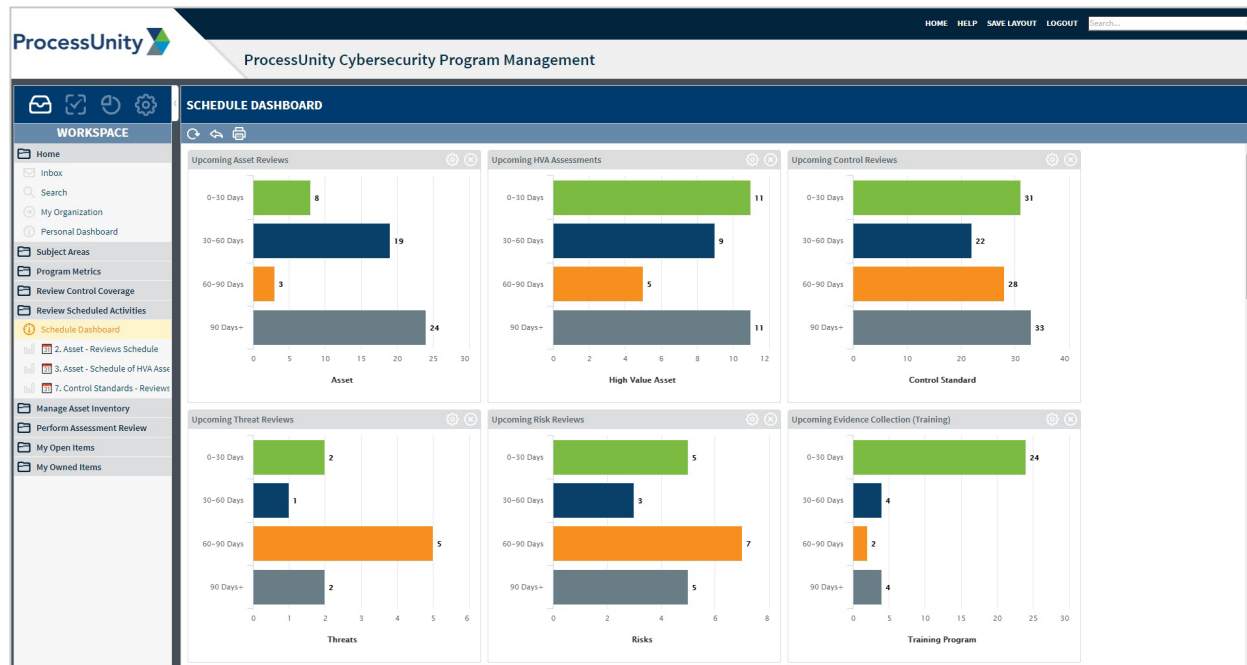 HOME HELP SAVE LAYOUT LOGOUT Search...
ProcessUnity
ProcessUnity Cybersecurity Program Management
WORKSPACE
Home
Inbox
Search
My Organization
Personal Dashboard
Subject Areas
Program Metrics
Review Control Coverage
Review Scheduled Activities
Schedule Dashboard
31 2. Asset - Reviews Schedule
31 3. Asset - Schedule of HVA Asse
31 7. Control Standards - Reviews
Manage Asset Inventory
Perform Assessment Review
My Open Items
My Owned Items
SCHEDULE DASHBOARD
Upcoming Asset Reviews
0-30 Days 8
30-60 Days 19
60-90 Days 3
90 Days+ 24
0 5 10 15 20 25 30
Asset
Upcoming HVA Assessments
0-30 Days 11
30-60 Days 9
60-90 Days 5
90 Days+ 11
0 2 4 6 8 10 12
High Value Asset
Upcoming Control Reviews
0-30 Days 31
30-60 Days 22
60-90 Days 28
90 Days+ 33
0 10 20 30 40
Control Standard
Upcoming Threat Reviews
0-30 Days 2
30-60 Days 1
60-90 Days 5
90 Days+ 2
0 1 2 3 4 5 6
Threats
Upcoming Risk Reviews
0-30 Days 5
30-60 Days 3
60-90 Days 7
90 Days+ 5
0 2 4 6 8
Risks
Upcoming Evidence Collection (Training)
0-30 Days 24
30-60 Days 4
60-90 Days 2
90 Days+ 4
0 5 10 15 20 25 30
Training Program